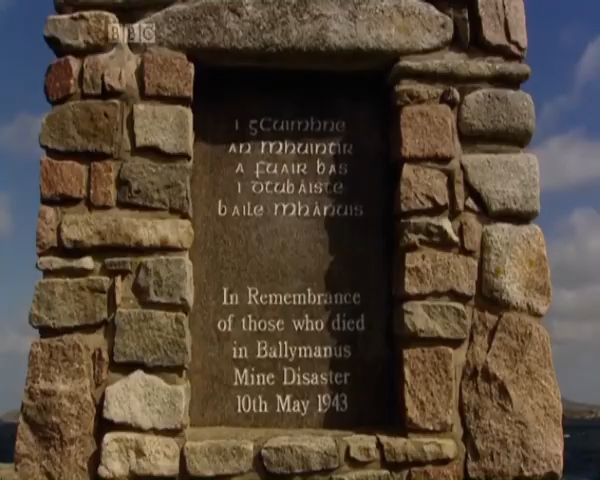 BBC
I gCuimhne
an mhuintir
a fuair bas
i dtubáiste
baile mhánuis
In Remembrance
of those who died
in Ballymanus
Mine Disaster
10th May 1943